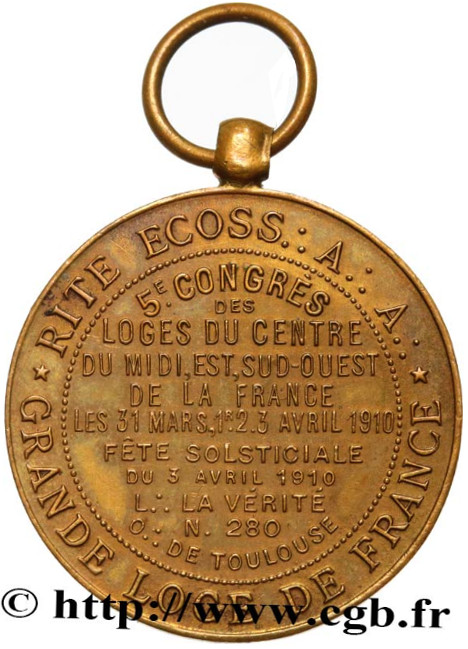 RITE ECOSS∴ A∴ A∴
5E CONGRÈS
DES
LOGES DU CENTRE
DU MIDI, EST, SUD-OUEST
DE LA FRANCE
LES 31 MARS, 1R 2. 3 AVRIL 1910
FÊTE SOLSTICIALE
DU 3 AVRIL 1910
L∴ LA VÉRITÉ
O∴ N. 280
DE TOULOUSE
★ GRANDE LOGE DE FRANCE ★
© http://www.cgb.fr